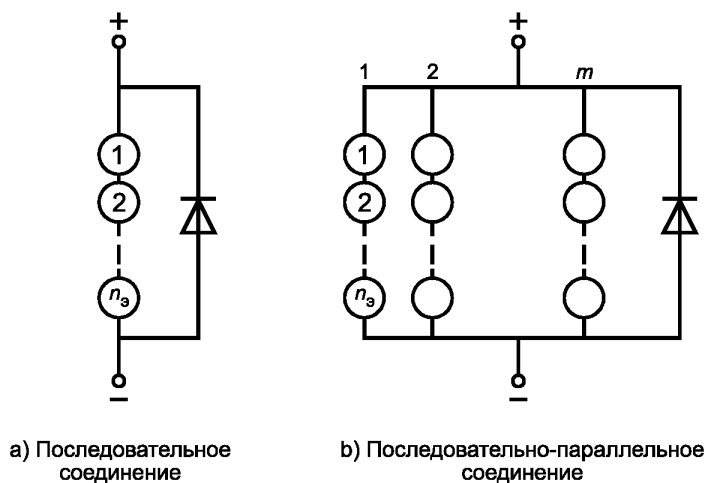 +
+
1 2 m
1
1
2
2
nэ
nэ
−
−
a) Последовательное
соединение
b) Последовательно-параллельное
соединение